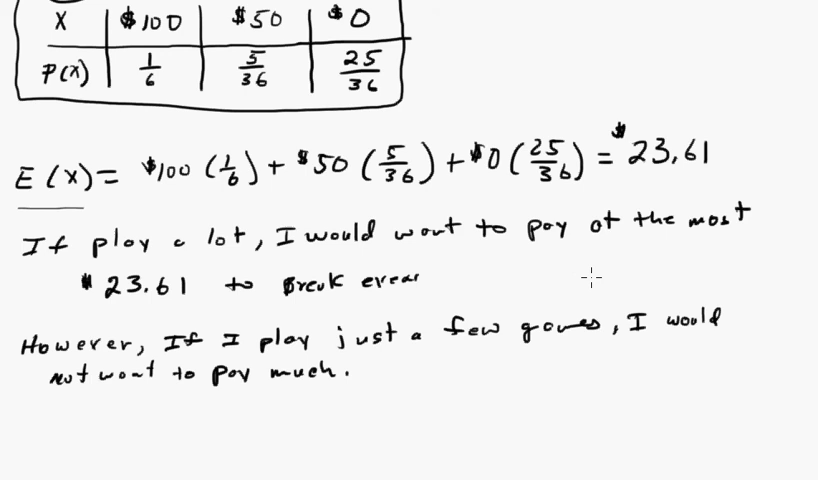 X $100 $50 $0
P(X) 1/6 5/36 25/36
E(X) = $100 (1/6) + $50 (5/36) + $0 (25/36) = $23.61
If play a lot, I would want to pay at the most
$23.61 to break even
However, If I play just a few games, I would
not want to pay much.